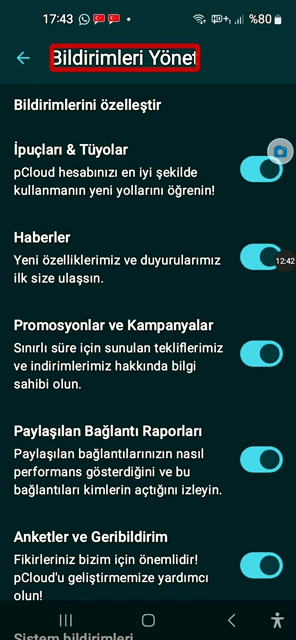 17:43
%80
Bildirimleri Yönet
Bildirimlerini özelleştir
İpuçları & Tüyolar
pCloud hesabınızı en iyi şekilde
kullanmanın yeni yollarını öğrenin!
Haberler
Yeni özelliklerimiz ve duyurularımız
ilk size ulaşsın.
12:42
Promosyonlar ve Kampanyalar
Sınırlı süre için sunulan tekliflerimiz
ve indirimlerimiz hakkında bilgi
sahibi olun.
Paylaşılan Bağlantı Raporları
Paylaşılan bağlantılarınızın nasıl
performans gösterdiğini ve bu
bağlantıları kimlerin açtığını izleyin.
Anketler ve Geribildirim
Fikirleriniz bizim için önemlidir!
pCloud'u geliştirmemize yardımcı
olun!
Sistem bildirimleri